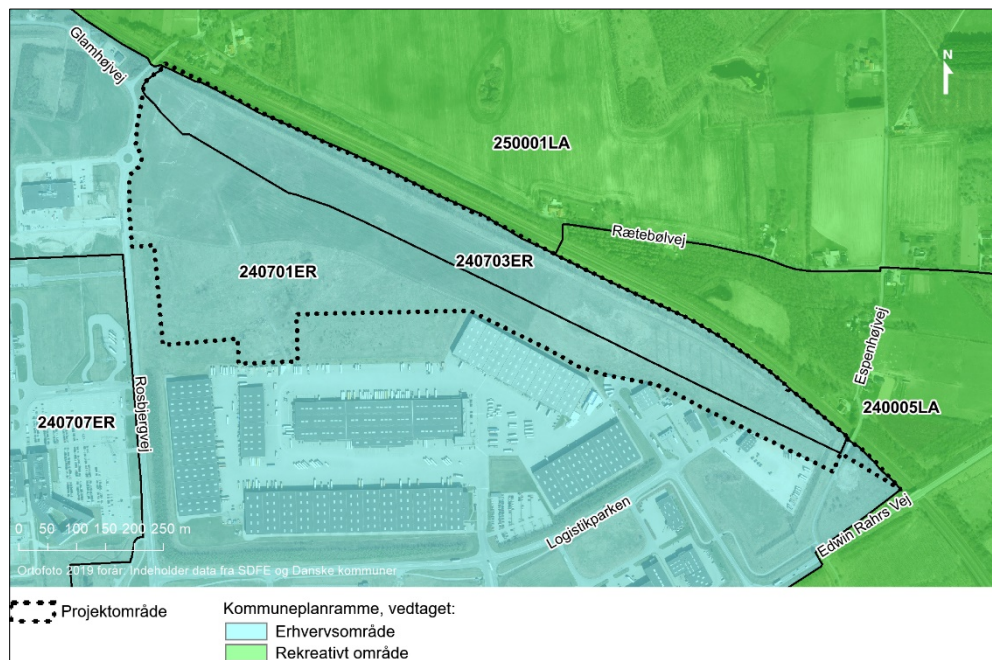 Glamhøjvej
N
250001LA
Rætebølvej
240703ER
240701ER
Espenhøjvej
240005LA
240707ER
Rosbjergvej
Logistikparken
Edwin Rahrs Vej
0 50 100 150 200 250 m
Ortofoto 2019 forår, Indeholder data fra SDFE og Danske kommuner
Projektområde
Kommuneplanramme, vedtaget:
Erhvervsområde
Rekreativt område